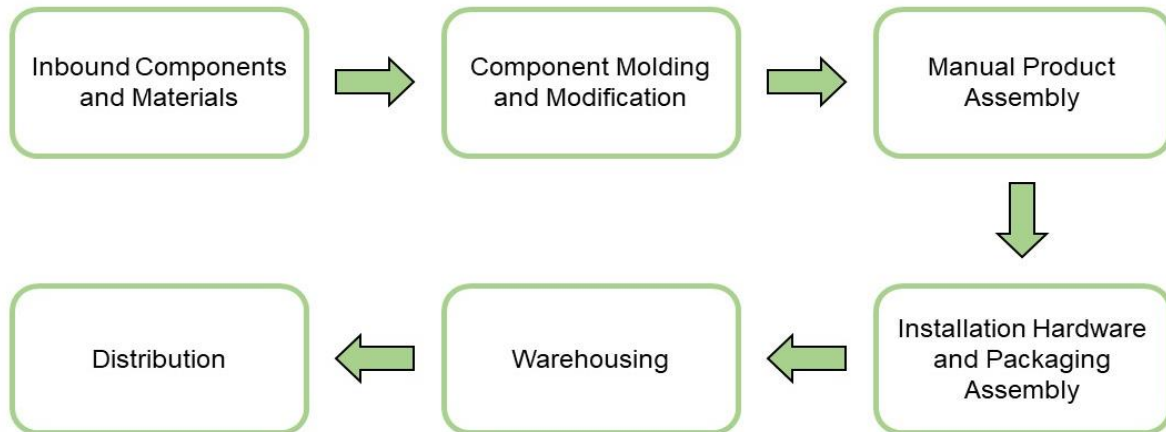 Inbound Components
and Materials
Component Molding
and Modification
Manual Product
Assembly
Installation Hardware
and Packaging
Assembly
Warehousing
Distribution